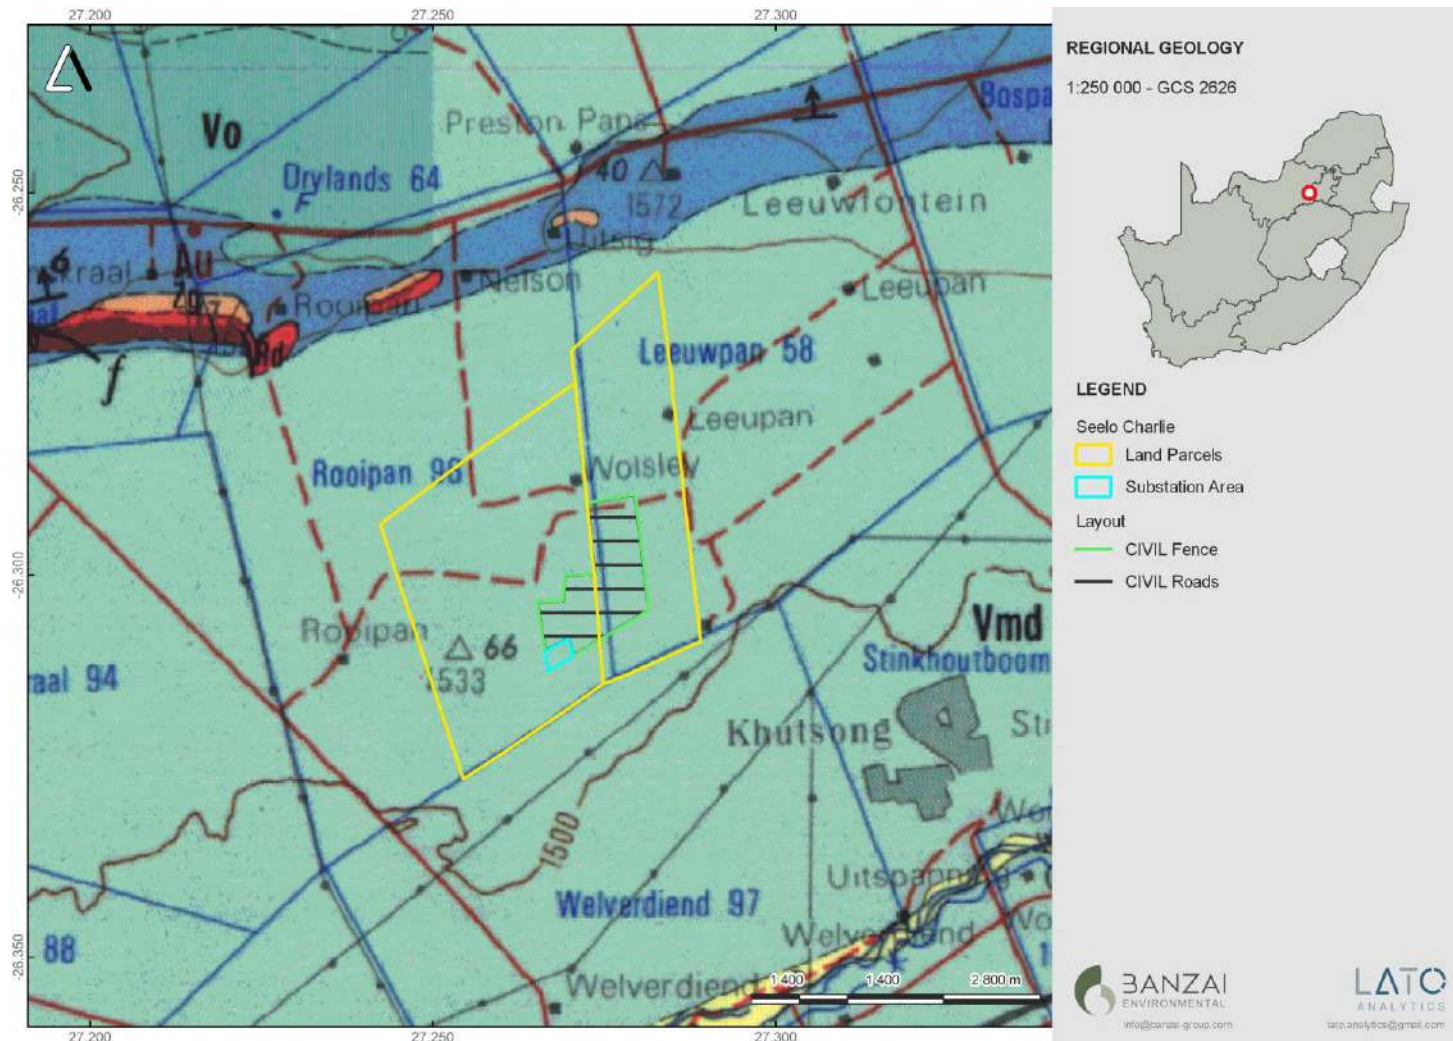 27.200
27.250
27.300
-26.250
-26.300
-26.350
Vo
Preston Pans
Bospa
Drylands 64
F
40
1572
Leeuwfontein
6
kraal
Au
Rooipan
Nelson
Leeupan
Rd
f
Leeuwpan 58
Leeupan
Rooipan 96
Wolsley
Rooipan
66
1533
Vmd
Stinkhoutboom
raal 94
Khutsong
Sti
1500
Uitspanning
Welverdiend 97
Welverdiend
88
Welverdiend
1 400
1 400
2 800 m
27.200
27.250
27.300
REGIONAL GEOLOGY
1:250 000 - GCS 2626
LEGEND
Seelo Charlie
Land Parcels
Substation Area
Layout
CIVIL Fence
CIVIL Roads
BANZAI
ENVIRONMENTAL
info@banzai-group.com
LATO
ANALYTICS
lato.analytics@gmail.com